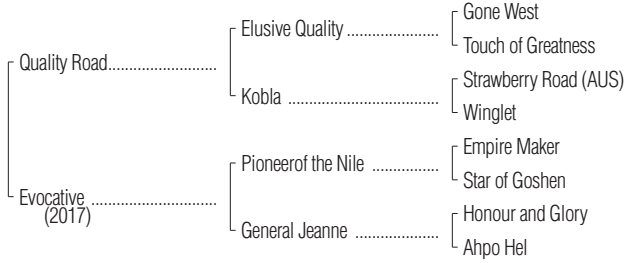 Gone West
Elusive Quality ........................
Touch of Greatness
Quality Road............................
Strawberry Road (AUS)
Kobla .......................................
Winglet
Empire Maker
Pioneerof the Nile .................
Star of Goshen
Evocative ................................
(2017)
Honour and Glory
General Jeanne .....................
Ahpo Hel